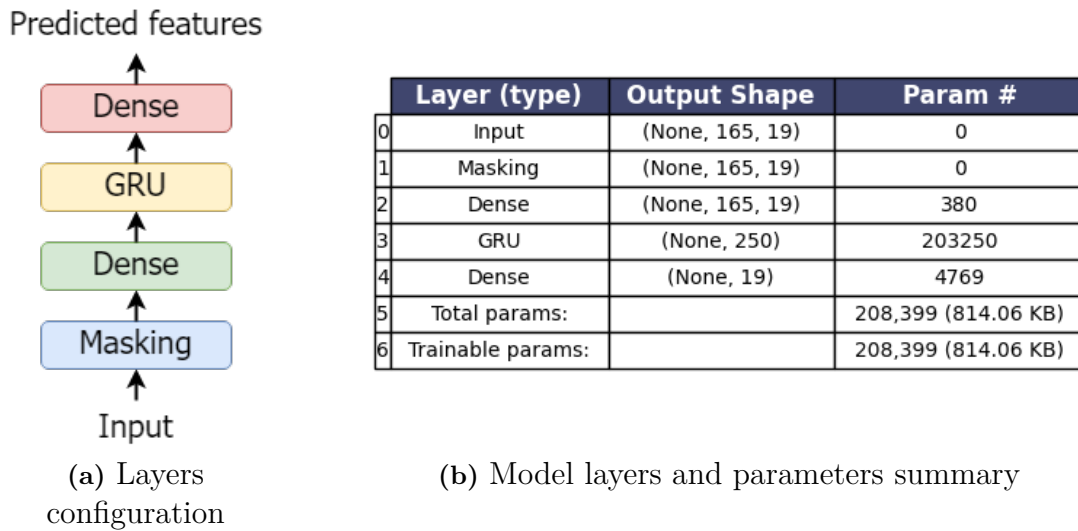 Predicted features
Dense
GRU
Dense
Masking
Input
(a) Layers
configuration
Layer (type) Output Shape Param #
0 Input (None, 165, 19) 0
1 Masking (None, 165, 19) 0
2 Dense (None, 165, 19) 380
3 GRU (None, 250) 203250
4 Dense (None, 19) 4769
5 Total params: 208,399 (814.06 KB)
6 Trainable params: 208,399 (814.06 KB)
(b) Model layers and parameters summary